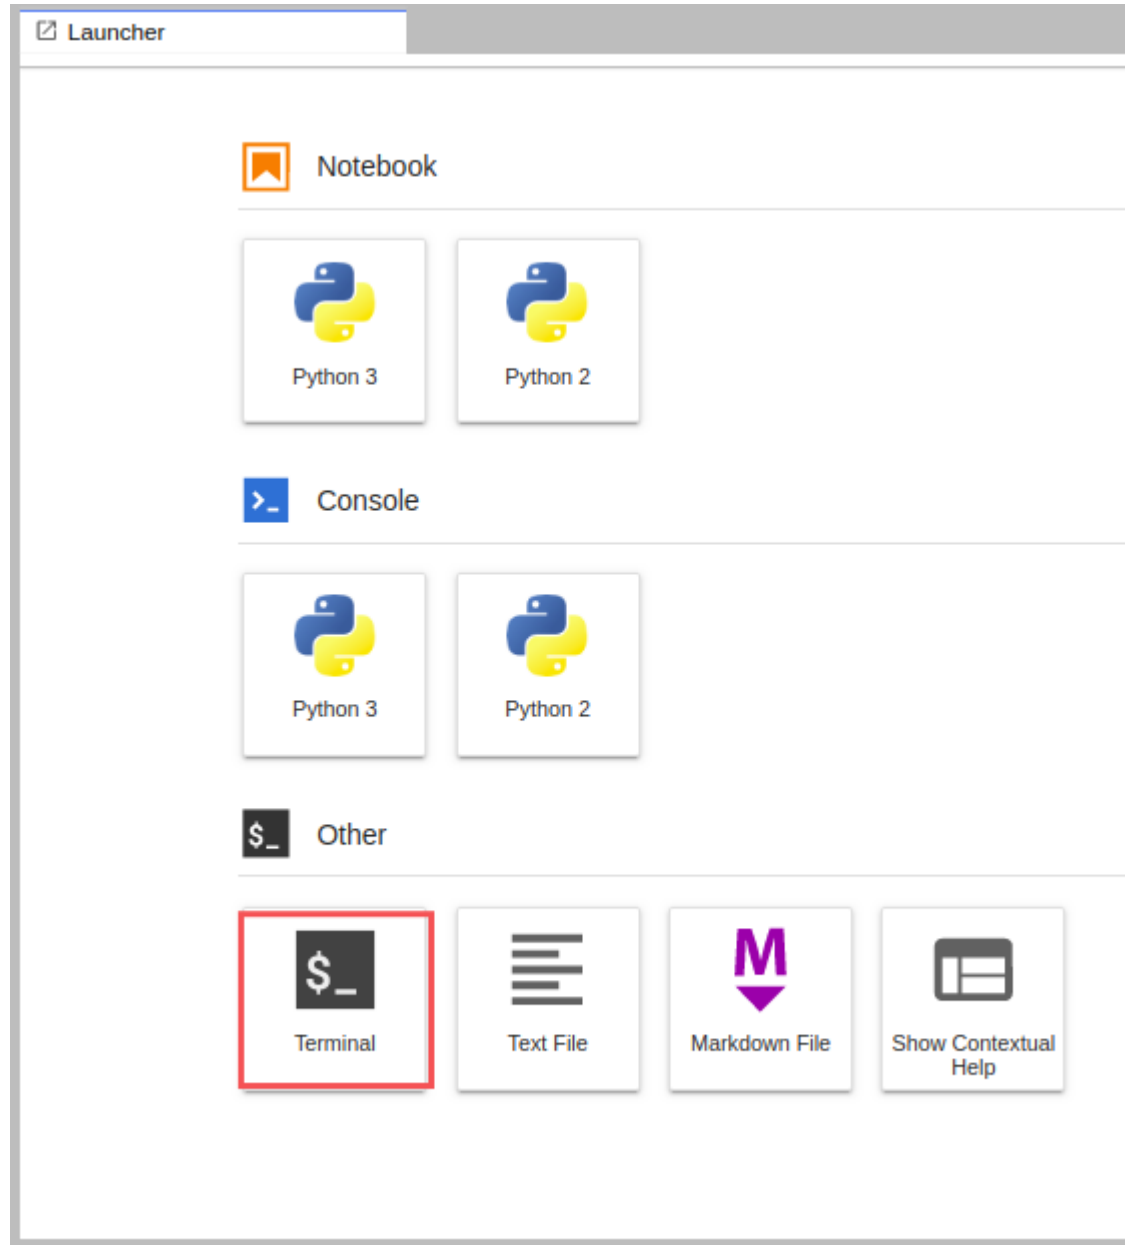 Launcher
Notebook
Python 3
Python 2
>_
Console
Python 3
Python 2
$_
Other
$_
Terminal
Text File
M
Markdown File
Show Contextual
Help